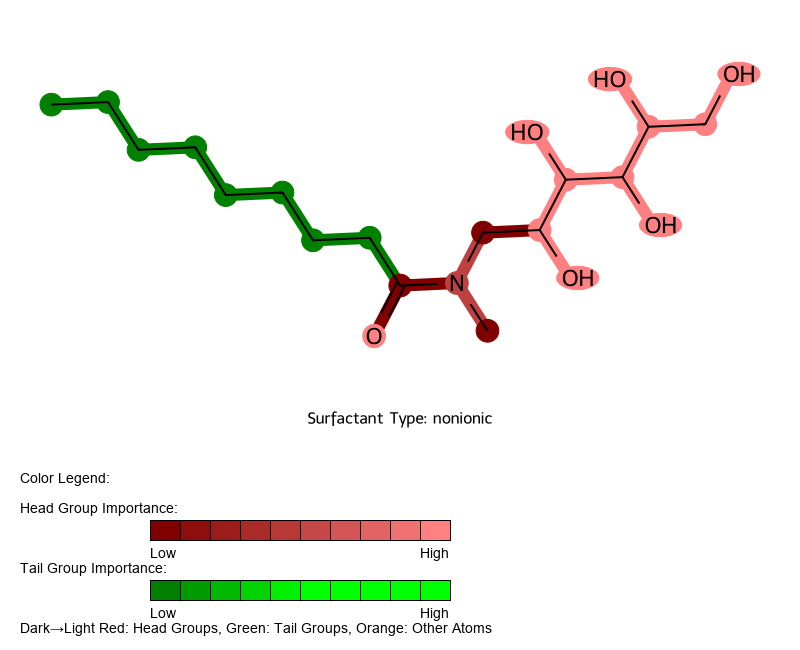 HO
OH
HO
OH
OH
N
O
Surfactant Type: nonionic
Color Legend:
Head Group Importance:
Low High
Tail Group Importance:
Low High
Dark→Light Red: Head Groups, Green: Tail Groups, Orange: Other Atoms